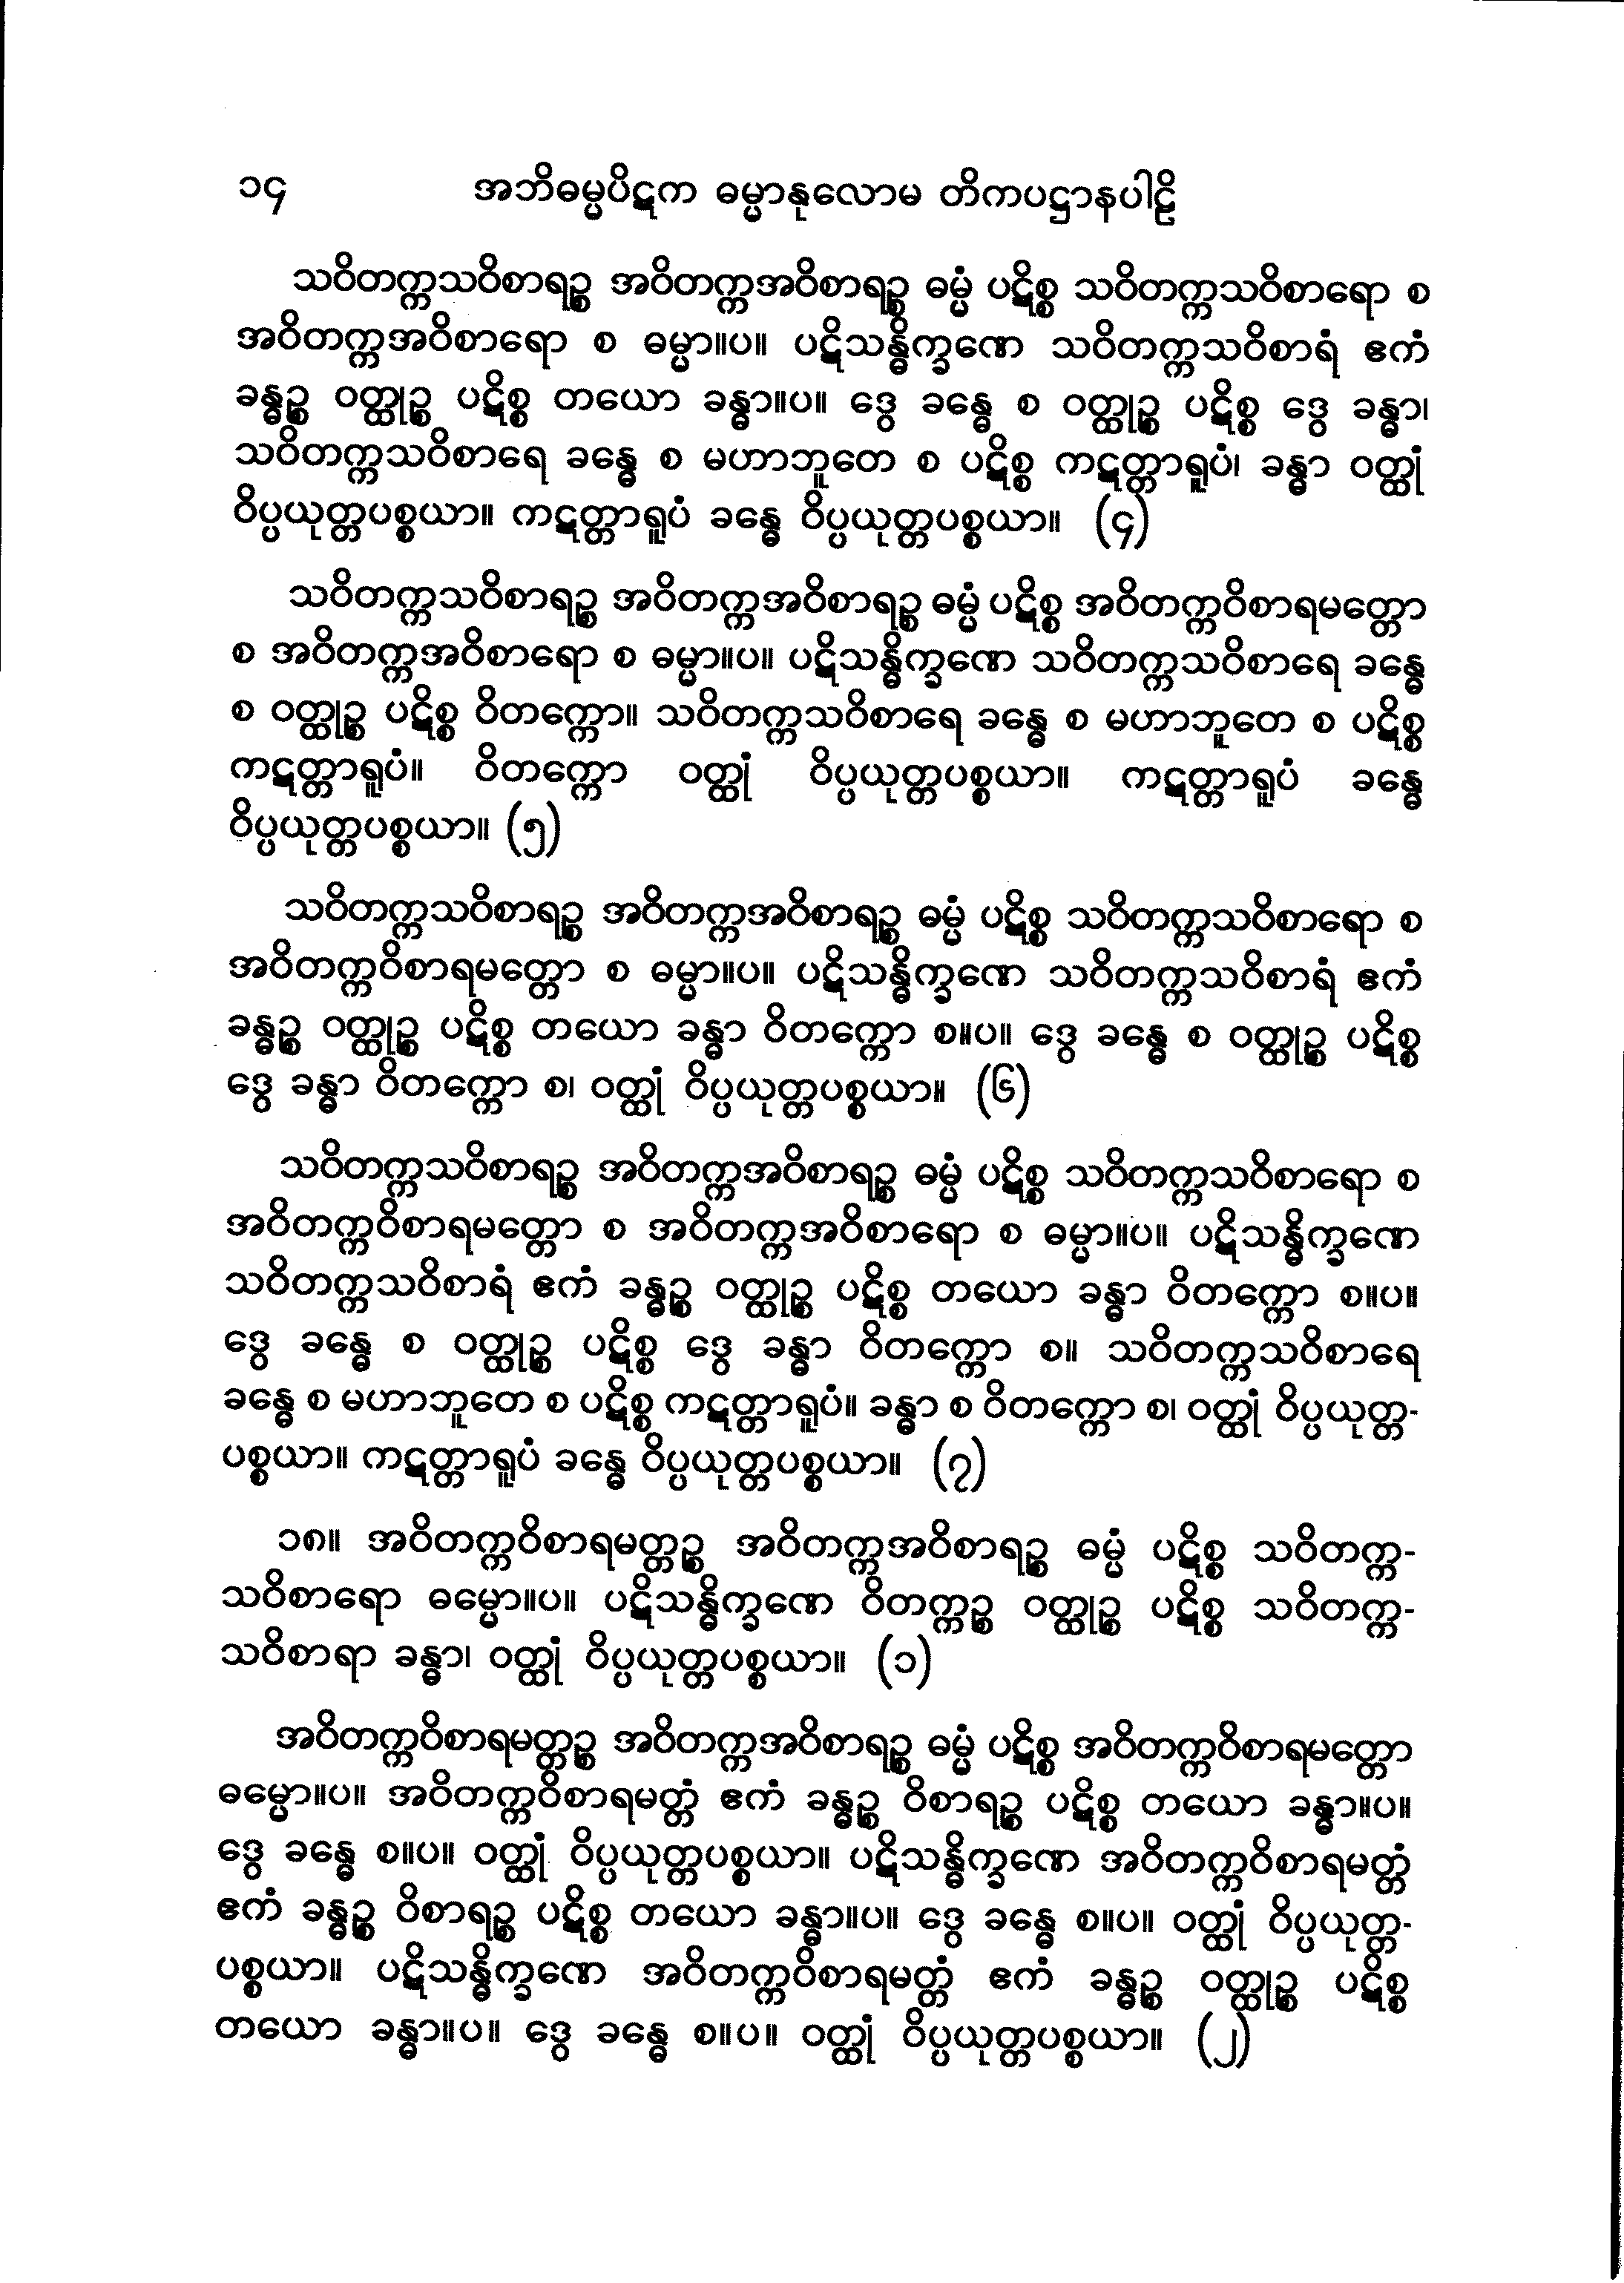 ၁၄ အဘိဓမ္မပိဋက ဓမ္မာနုလောမ တိကပဋ္ဌာနပါဠိ
သဝိတက္ကသဝိစာရဉ္စ အဝိတက္ကအဝိစာရဉ္စ ဓမ္မံ ပဋိစ္စ သဝိတက္ကသဝိစာရော စ
အဝိတက္ကအဝိစာရော စ ဓမ္မာ။ပ။ ပဋိသန္ဓိက္ခဏေ သဝိတက္ကသဝိစာရံ ဧကံ
ခန္ဓဉ္စ ဝတ္ထုဉ္စ ပဋိစ္စ တယော ခန္ဓာ။ပ။ ဒွေ ခန္ဓေ စ ဝတ္ထုဉ္စ ပဋိစ္စ ဒွေ ခန္ဓာ၊
သဝိတက္ကသဝိစာရေ ခန္ဓေ စ မဟာဘူတေ စ ပဋိစ္စ ကဋတ္တာရူပံ၊ ခန္ဓာ ဝတ္ထုံ
ဝိပ္ပယုတ္တပစ္စယာ။ ကဋတ္တာရူပံ ခန္ဓေ ဝိပ္ပယုတ္တပစ္စယာ။ (၄)
သဝိတက္ကသဝိစာရဉ္စ အဝိတက္ကအဝိစာရဉ္စ ဓမ္မံ ပဋိစ္စ အဝိတက္ကဝိစာရမတ္တော
စ အဝိတက္ကအဝိစာရော စ ဓမ္မာ။ပ။ ပဋိသန္ဓိက္ခဏေ သဝိတက္ကသဝိစာရေ ခန္ဓေ
စ ဝတ္ထုဉ္စ ပဋိစ္စ ဝိတက္ကော။ သဝိတက္ကသဝိစာရေ ခန္ဓေ စ မဟာဘူတေ စ ပဋိစ္စ
ကဋတ္တာရူပံ။ ဝိတက္ကော ဝတ္ထုံ ဝိပ္ပယုတ္တပစ္စယာ။ ကဋတ္တာရူပံ ခန္ဓေ
ဝိပ္ပယုတ္တပစ္စယာ။ (၅)
သဝိတက္ကသဝိစာရဉ္စ အဝိတက္ကအဝိစာရဉ္စ ဓမ္မံ ပဋိစ္စ သဝိတက္ကသဝိစာရော စ
အဝိတက္ကဝိစာရမတ္တော စ ဓမ္မာ။ပ။ ပဋိသန္ဓိက္ခဏေ သဝိတက္ကသဝိစာရံ ဧကံ
ခန္ဓဉ္စ ဝတ္ထုဉ္စ ပဋိစ္စ တယော ခန္ဓာ ဝိတက္ကော စ။ပ။ ဒွေ ခန္ဓေ စ ဝတ္ထုဉ္စ ပဋိစ္စ
ဒွေ ခန္ဓာ ဝိတက္ကော စ၊ ဝတ္ထုံ ဝိပ္ပယုတ္တပစ္စယာ။ (၆)
သဝိတက္ကသဝိစာရဉ္စ အဝိတက္ကအဝိစာရဉ္စ ဓမ္မံ ပဋိစ္စ သဝိတက္ကသဝိစာရော စ
အဝိတက္ကဝိစာရမတ္တော စ အဝိတက္ကအဝိစာရော စ ဓမ္မာ။ပ။ ပဋိသန္ဓိက္ခဏေ
သဝိတက္ကသဝိစာရံ ဧကံ ခန္ဓဉ္စ ဝတ္ထုဉ္စ ပဋိစ္စ တယော ခန္ဓာ ဝိတက္ကော စ။ပ။
ဒွေ ခန္ဓေ စ ဝတ္ထုဉ္စ ပဋိစ္စ ဒွေ ခန္ဓာ ဝိတက္ကော စ။ သဝိတက္ကသဝိစာရေ
ခန္ဓေ စ မဟာဘူတေ စ ပဋိစ္စ ကဋတ္တာရူပံ။ ခန္ဓာ စ ဝိတက္ကော စ၊ ဝတ္ထုံ ဝိပ္ပယုတ္တ-
ပစ္စယာ။ ကဋတ္တာရူပံ ခန္ဓေ ဝိပ္ပယုတ္တပစ္စယာ။ (၇)
၁၈။ အဝိတက္ကဝိစာရမတ္တဉ္စ အဝိတက္ကအဝိစာရဉ္စ ဓမ္မံ ပဋိစ္စ သဝိတက္က-
သဝိစာရော ဓမ္မော။ပ။ ပဋိသန္ဓိက္ခဏေ ဝိတက္ကဉ္စ ဝတ္ထုဉ္စ ပဋိစ္စ သဝိတက္က-
သဝိစာရာ ခန္ဓာ၊ ဝတ္ထုံ ဝိပ္ပယုတ္တပစ္စယာ။ (၁)
အဝိတက္ကဝိစာရမတ္တဉ္စ အဝိတက္ကအဝိစာရဉ္စ ဓမ္မံ ပဋိစ္စ အဝိတက္ကဝိစာရမတ္တော
ဓမ္မော။ပ။ အဝိတက္ကဝိစာရမတ္တံ ဧကံ ခန္ဓဉ္စ ဝိစာရဉ္စ ပဋိစ္စ တယော ခန္ဓာ။ပ။
ဒွေ ခန္ဓေ စ။ပ။ ဝတ္ထုံ ဝိပ္ပယုတ္တပစ္စယာ။ ပဋိသန္ဓိက္ခဏေ အဝိတက္ကဝိစာရမတ္တံ
ဧကံ ခန္ဓဉ္စ ဝိစာရဉ္စ ပဋိစ္စ တယော ခန္ဓာ။ပ။ ဒွေ ခန္ဓေ စ။ပ။ ဝတ္ထုံ ဝိပ္ပယုတ္တ-
ပစ္စယာ။ ပဋိသန္ဓိက္ခဏေ အဝိတက္ကဝိစာရမတ္တံ ဧကံ ခန္ဓဉ္စ ဝတ္ထုဉ္စ ပဋိစ္စ
တယော ခန္ဓာ။ပ။ ဒွေ ခန္ဓေ စ။ပ။ ဝတ္ထုံ ဝိပ္ပယုတ္တပစ္စယာ။ (၂)